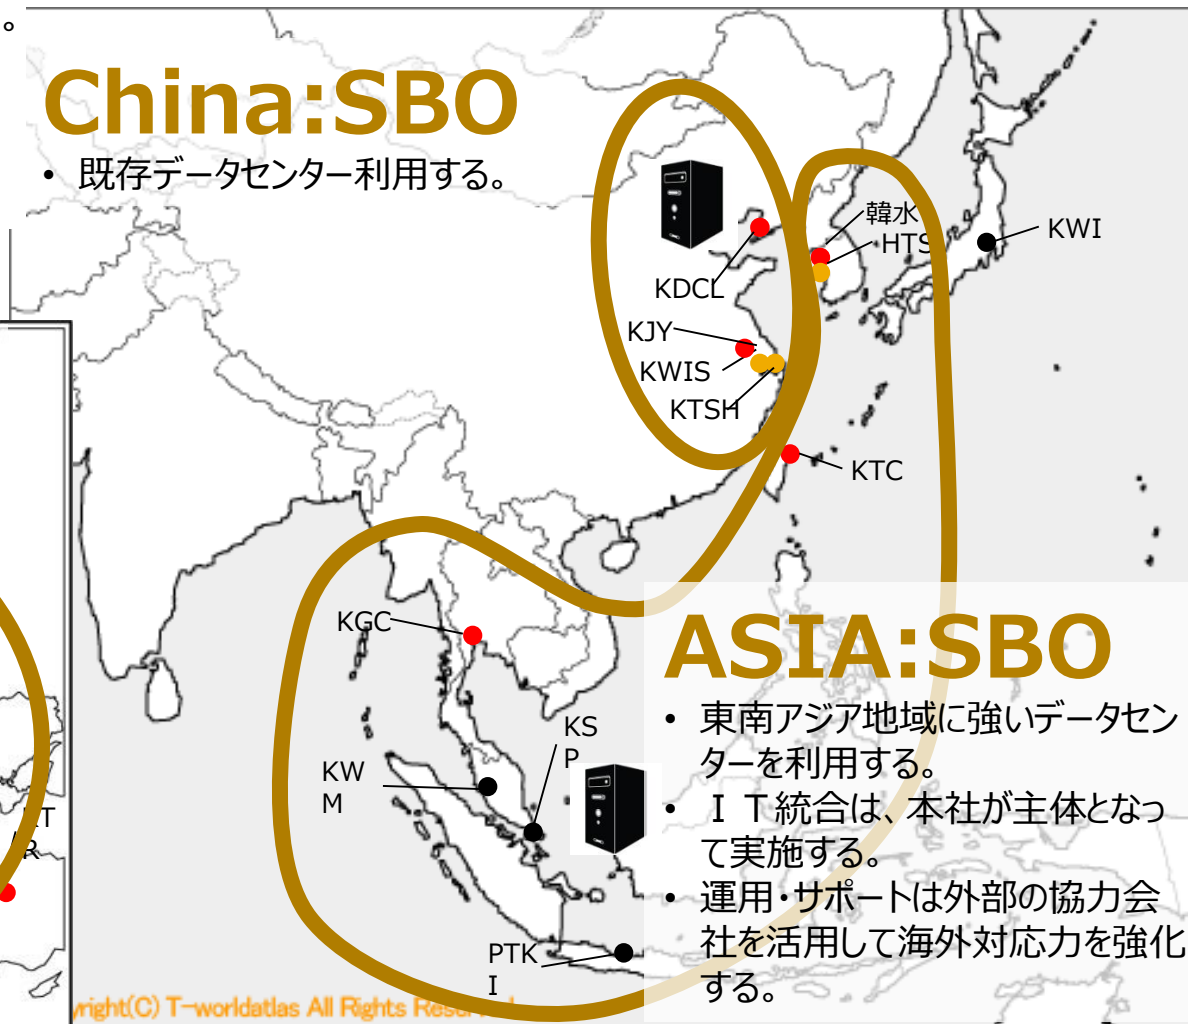 。
China:SBO
• 既存データセンター利用する。
韓水
HTS
KWI
KDCL
KJY
KWIS
KTSH
KTC
KGC
ASIA:SBO
• 東南アジア地域に強いデータセン
ターを利用する。
• ＩＴ統合は、本社が主体となっ
て実施する。
• 運用・サポートは外部の協力会
社を活用して海外対応力を強化
する。
KS
P
KW
M
PTK
I
T
R
right(C) T-worldatlas All Rights Res